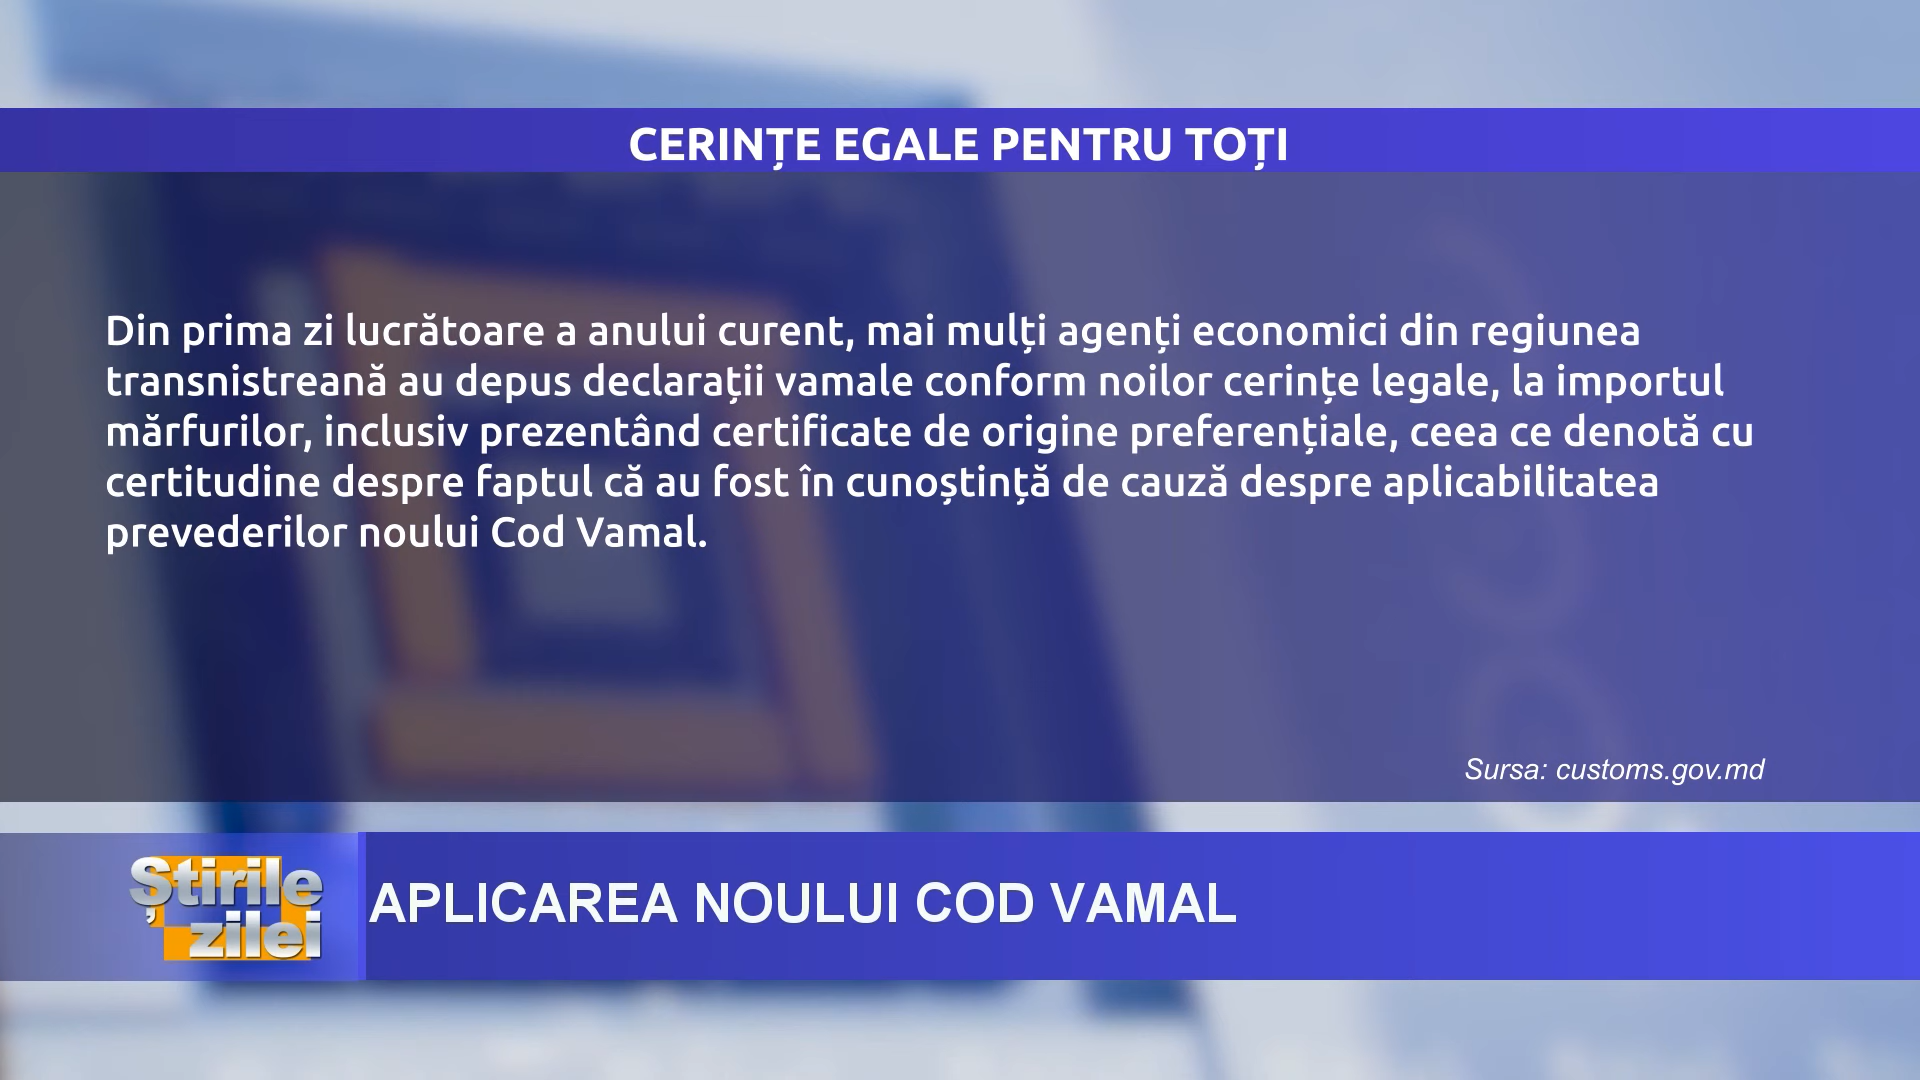 CERINȚE EGALE PENTRU TOȚI
Din prima zi lucrătoare a anului curent, mai mulți agenți economici din regiunea
transnistreană au depus declarații vamale conform noilor cerințe legale, la importul
mărfurilor, inclusiv prezentând certificate de origine preferențiale, ceea ce denotă cu
certitudine despre faptul că au fost în cunoștință de cauză despre aplicabilitatea
prevederilor noului Cod Vamal.
Sursa: customs.gov.md
Știrile
zilei
APLICAREA NOULUI COD VAMAL